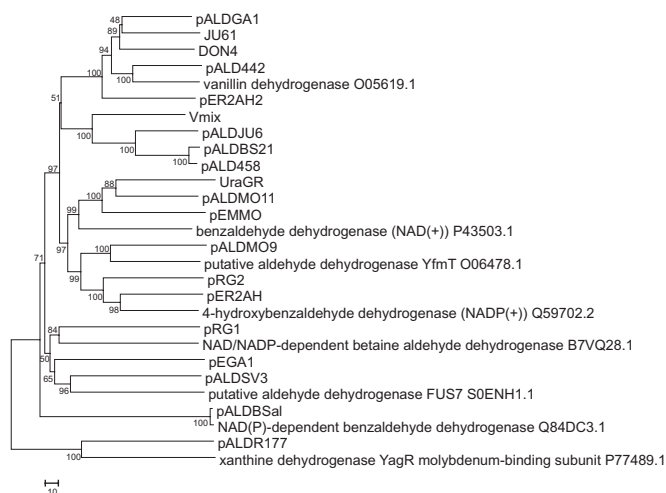 48
pALDGA1
89
JU61
94
DON4
100
pALD442
100
vanillin dehydrogenase O05619.1
pER2AH2
51
Vmix
100
pALDJU6
100
pALDBS21
100
pALD458
97
88
UraGR
100
pALDMO11
99
pEMMO
benzaldehyde dehydrogenase (NAD(+)) P43503.1
97
100
pALDMO9
putative aldehyde dehydrogenase YfmT O06478.1
99
pRG2
100
pER2AH
98
4-hydroxybenzaldehyde dehydrogenase (NADP(+)) Q59702.2
71
84
pRG1
NAD/NADP-dependent betaine aldehyde dehydrogenase B7VQ28.1
50
pEGA1
65
pALDSV3
96
putative aldehyde dehydrogenase FUS7 S0ENH1.1
pALDBSal
100
NAD(P)-dependent benzaldehyde dehydrogenase Q84DC3.1
pALDR177
100
xanthine dehydrogenase YagR molybdenum-binding subunit P77489.1
10